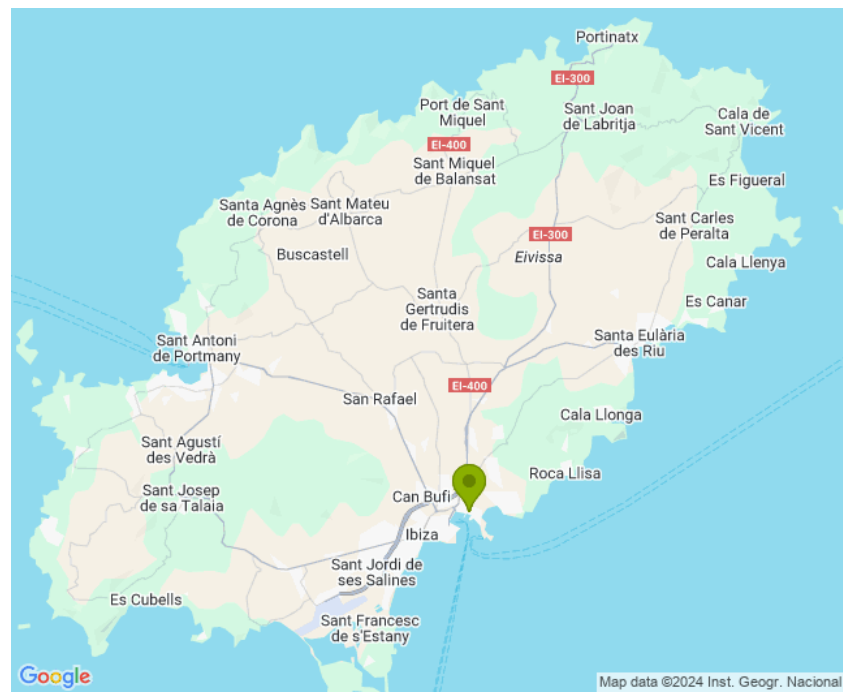 Portinatx
EI-300
Port de Sant
Miquel
Sant Joan
de Labritja
Cala de
Sant Vicent
EI-400
Sant Miquel
de Balansat
Es Figueral
Santa Agnès
de Corona
Sant Mateu
d'Albarca
Sant Carles
de Peralta
EI-300
Buscastell
Eivissa
Cala Llenya
Santa
Gertrudis
de Fruitera
Es Canar
Sant Antoni
de Portmany
Santa Eulària
des Riu
EI-400
San Rafael
Cala Llonga
Sant Agustí
des Vedrà
Roca Llisa
Sant Josep
de sa Talaia
Can Bufí
Ibiza
Sant Jordi de
ses Salines
Es Cubells
Sant Francesc
de s'Estany
Google
Map data ©2024 Inst. Geogr. Nacional